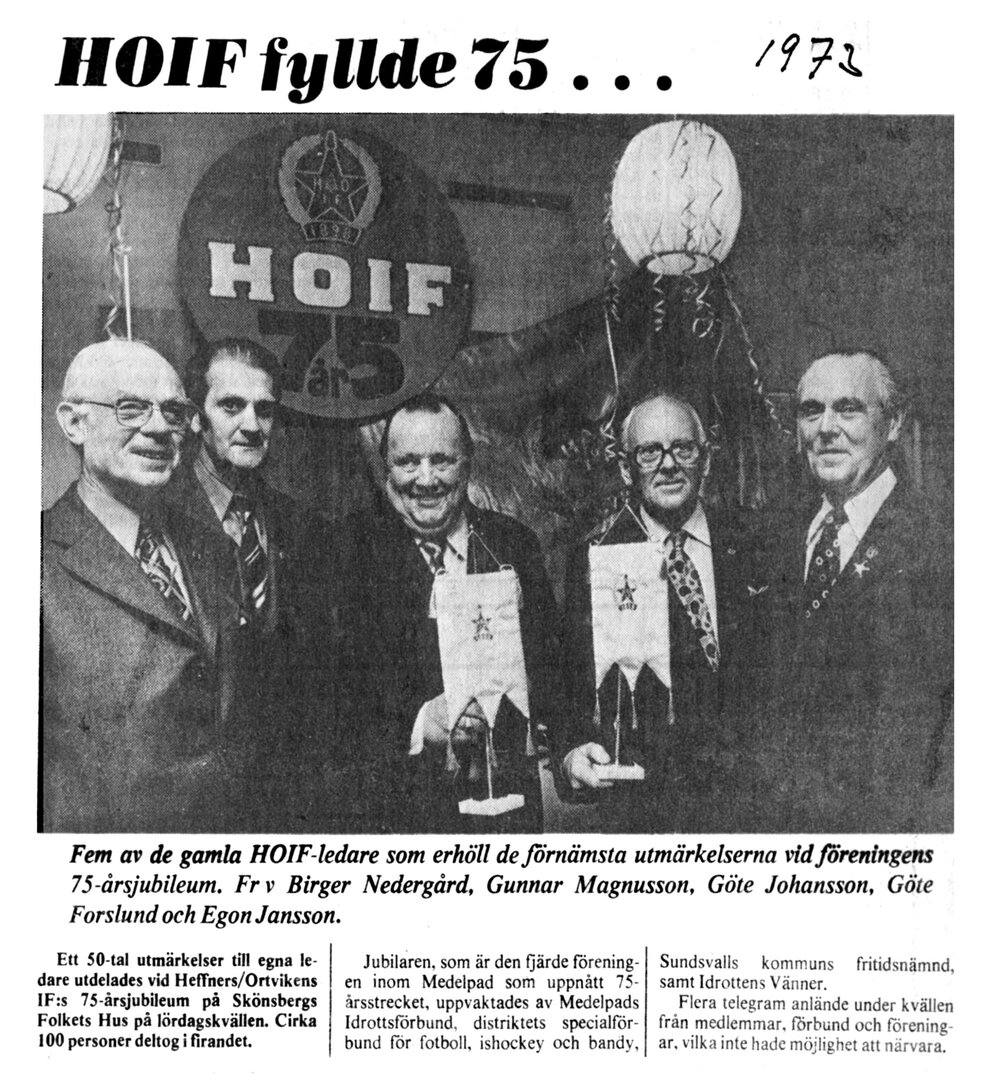 HOIF fyllde 75 . . .
1973
HOIF
1898
HOIF
75
år
Fem av de gamla HOIF-ledare som erhöll de förnämsta utmärkelserna vid föreningens
75-årsjubileum. Fr v Birger Nedergård, Gunnar Magnusson, Göte Johansson, Göte
Forslund och Egon Jansson.
Ett 50-tal utmärkelser till egna le-
dare utdelades vid Heffners/Ortvikens
IF:s 75-årsjubileum på Skönsbergs
Folkets Hus på lördagskvällen. Cirka
100 personer deltog i firandet.
Jubilaren, som är den fjärde förening-
en inom Medelpad som uppnått 75-
årsstrecket, uppvaktades av Medelpads
Idrottsförbund, distriktets specialför-
bund för fotboll, ishockey och bandy,
Sundsvalls kommuns fritidsnämnd,
samt Idrottens Vänner.
Flera telegram anlände under kvällen
från medlemmar, förbund och förening-
ar, vilka inte hade möjlighet att närvara.